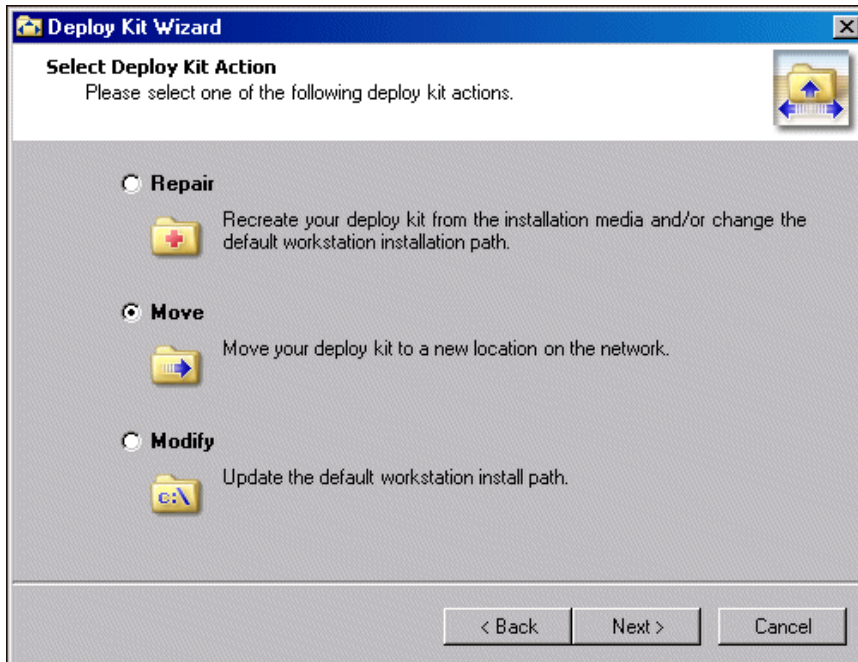 Deploy Kit Wizard
Select Deploy Kit Action
Please select one of the following deploy kit actions.
Repair
Recreate your deploy kit from the installation media and/or change the
default workstation installation path.
Move
Move your deploy kit to a new location on the network.
Modify
c:\
Update the default workstation install path.
< Back
Next >
Cancel